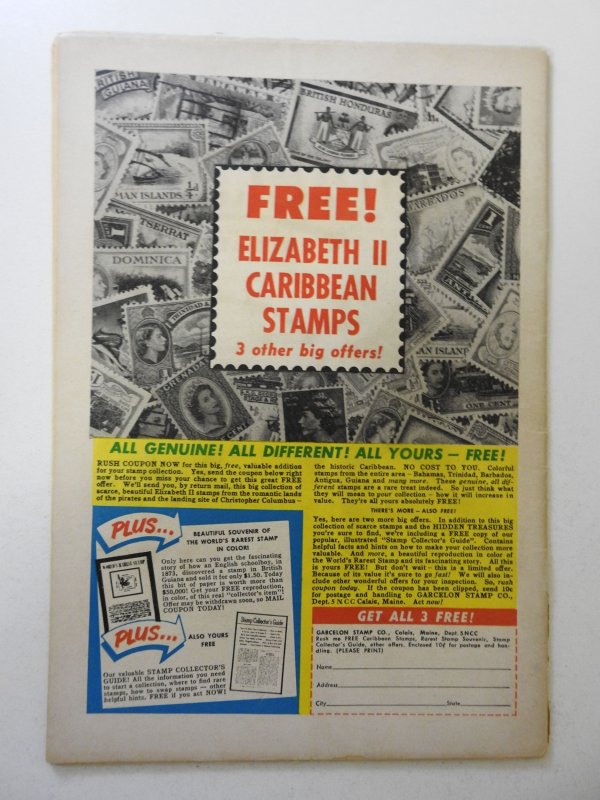 BRITISH
GUIANA
BAHAMAS
BRITISH HONDURAS
MAN ISLANDS
TSERRAT
DOMINICA
TRINIDAD &
GRENADA
BARBADOS
AN ISLAN
ONE CENT
FREE!
ELIZABETH II
CARIBBEAN
STAMPS
3 other big offers!
ALL GENUINE! ALL DIFFERENT! ALL YOURS — FREE!
RUSH COUPON NOW for this big, free, valuable addition
for your stamp collection. Yes, send the coupon below right
now before you miss your chance to get this great FREE
offer. We'll send you, by return mail, this big collection of
scarce, beautiful Elizabeth II stamps from the romantic lands
of the pirates and the landing site of Christopher Columbus –
the historic Caribbean. NO COST TO YOU. Colorful
stamps from the entire area – Bahamas, Trinidad, Barbados,
Antigua, Guiana and many more. These genuine, all dif-
ferent stamps are a rare treat indeed. So just think what
they will mean to your collection – how it will increase in
value. They're all yours absolutely FREE!
THERE'S MORE – ALSO FREE!
Yes, here are two more big offers. In addition to this big
collection of scarce stamps and the HIDDEN TREASURES
you're sure to find, we're including a FREE copy of our
popular, illustrated "Stamp Collector's Guide". Contains
helpful facts and hints on how to make your collection more
valuable. And more, a beautiful reproduction in color of
the World's Rarest Stamp and its fascinating story. All this
is yours FREE! But don't wait – this is a limited offer.
Because of its value it's sure to go fast! We will also in-
clude other wonderful offers for your inspection. So, rush
coupon today. If the coupon has been clipped, send 10c
for postage and handling to GARCELON STAMP CO.,
Dept. 5 NCC Calais, Maine. Act now!
PLUS...
BEAUTIFUL SOUVENIR OF
THE WORLD'S RAREST STAMP
IN COLOR!
Only here can you get the fascinating
story of how an English schoolboy, in
1873, discovered a stamp in British
Guiana and sold it for only $1.50. Today
this bit of paper is worth more than
$50,000! Get your FREE reproduction,
in color, of this real "collector's item"!
Offer may be withdrawn soon, so MAIL
COUPON TODAY!
PLUS...
ALSO YOURS
FREE
Stamp Collector's Guide
Our valuable STAMP COLLECTOR'S
GUIDE! All the information you need
to start a collection, where to find rare
stamps, how to swap stamps – other
helpful hints. FREE if you act NOW!
GET ALL 3 FREE!
GARCELON STAMP CO., Calais, Maine, Dept. 5NCC
Rush me FREE Caribbean Stamps, Rarest Stamp Souvenir, Stamp
Collector's Guide, other offers. Enclosed 10¢ for postage and han-
dling. (PLEASE PRINT)
Name
Address
City State